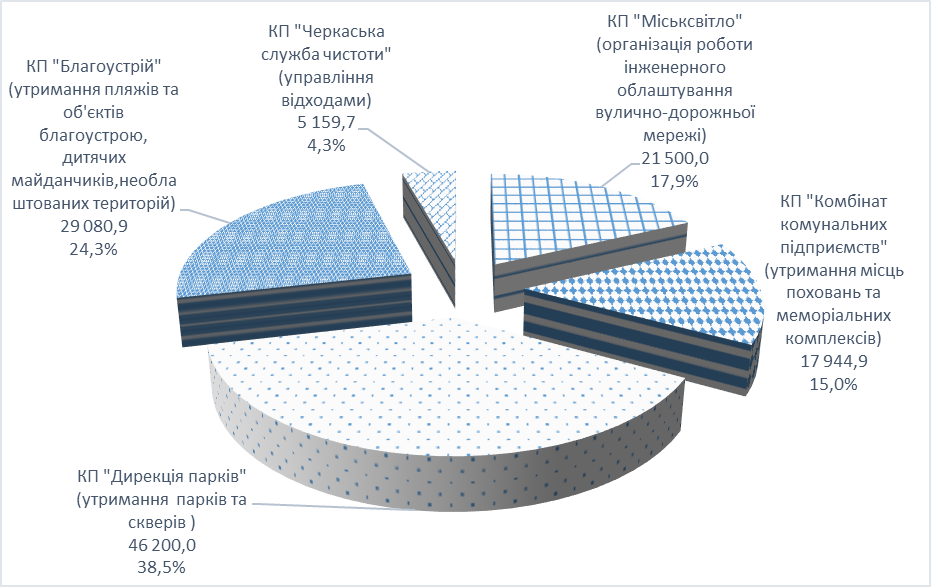 КП "Міськсвітло"
(організація роботи
інженерного
облаштування
вулично-дорожньої
мережі)
21 500,0
17,9%
КП "Черкаська
служба чистоти"
(управління
відходами)
5 159,7
4,3%
КП "Благоустрій"
(утримання пляжів та
об'єктів
благоустрою,
дитячих
майданчиків,необла
штованих територій)
29 080,9
24,3%
КП "Комбінат
комунальних
підприємств"
(утримання місць
поховань та
меморіальних
комплексів)
17 944,9
15,0%
КП "Дирекція парків"
(утримання  парків та
скверів )
46 200,0
38,5%